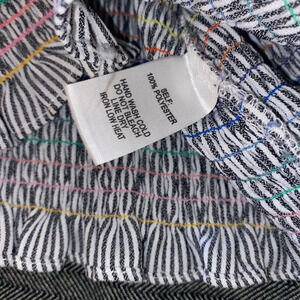 SELF:
100% POLYESTER
HAND WASH COLD
DO NOT BLEACH
LINE DRY
IRON LOW HEAT